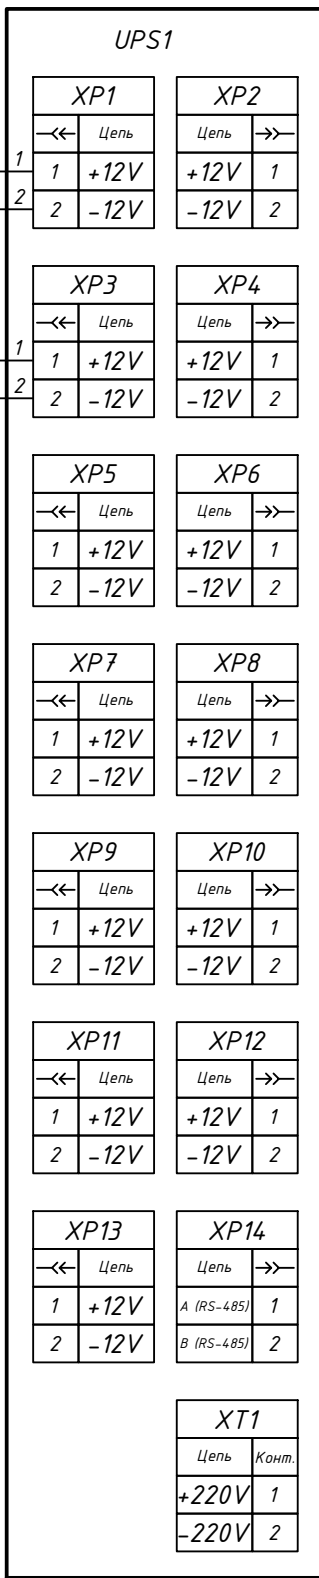 UPS1
XP1 XP2
Цепь Цепь
1 1 +12V +12V 1
2 2 -12V -12V 2
XP3 XP4
Цепь Цепь
1 1 +12V +12V 1
2 2 -12V -12V 2
XP5 XP6
Цепь Цепь
1 +12V +12V 1
2 -12V -12V 2
XP7 XP8
Цепь Цепь
1 +12V +12V 1
2 -12V -12V 2
XP9 XP10
Цепь Цепь
1 +12V +12V 1
2 -12V -12V 2
XP11 XP12
Цепь Цепь
1 +12V +12V 1
2 -12V -12V 2
XP13 XP14
Цепь Цепь
1 +12V A (RS-485) 1
2 -12V B (RS-485) 2
XT1
Цепь Конт.
+220V 1
-220V 2